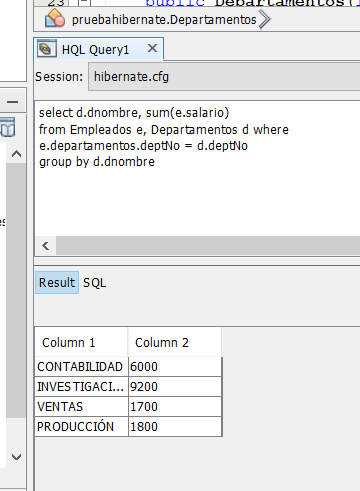 23
public Departamentos(
pruebahibernate.Departamentos
HQL Query1
Session: hibernate.cfg
select d.dnombre, sum(e.salario)
from Empleados e, Departamentos d where
e.departamentos.deptNo = d.deptNo
group by d.dnombre
Result SQL
Column 1 Column 2
CONTABILIDAD 6000
INVESTIGACI... 9200
VENTAS 1700
PRODUCCIÓN 1800